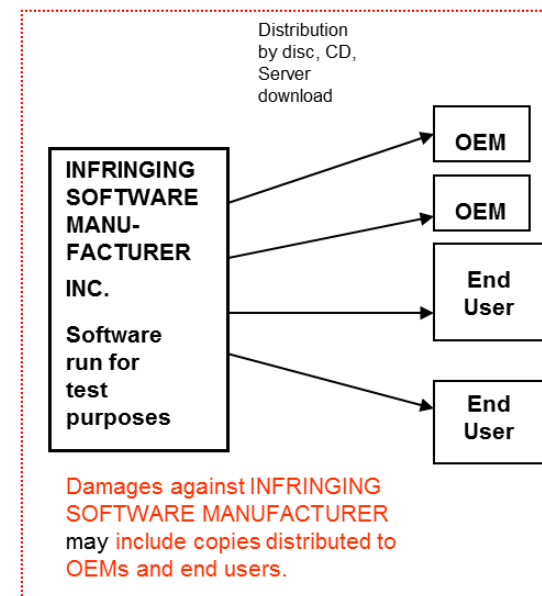 Distribution
by disc, CD,
Server
download
INFRINGING
SOFTWARE
MANU-
FACTURER
INC.
Software
run for
test
purposes
OEM
OEM
End
User
End
User
Damages against INFRINGING
SOFTWARE MANUFACTURER
may include copies distributed to
OEMs and end users.